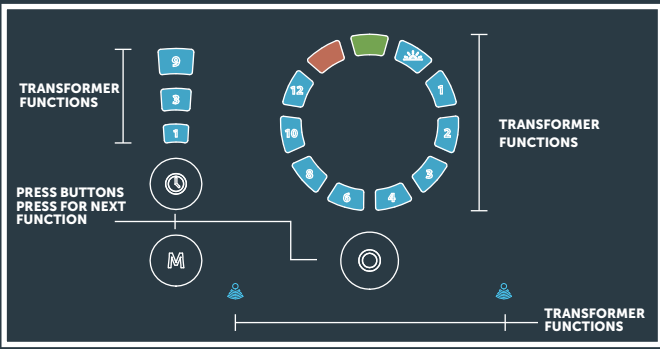 9
TRANSFORMER
FUNCTIONS
3
1
PRESS BUTTONS
PRESS FOR NEXT
FUNCTION
M
12
1
10
2
8
3
6
4
TRANSFORMER
FUNCTIONS
TRANSFORMER
FUNCTIONS